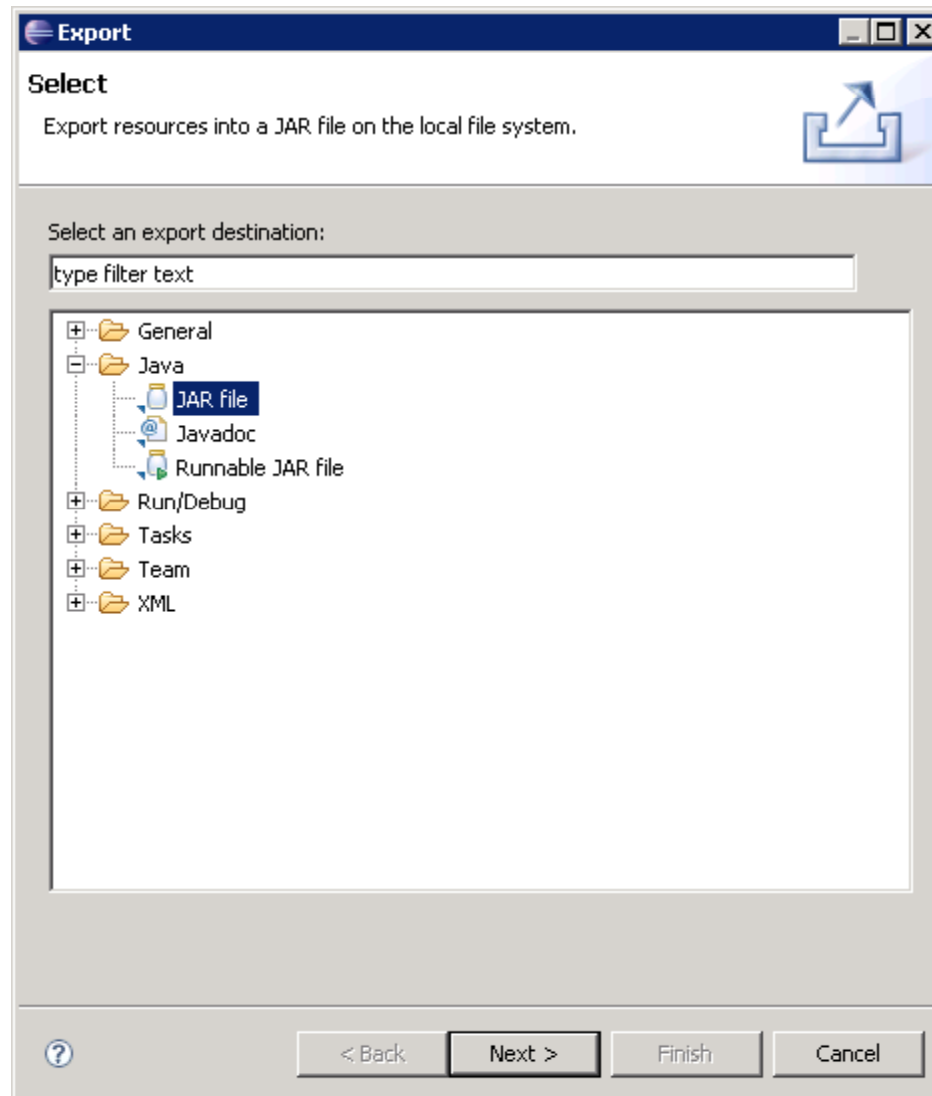 Export
Select
Export resources into a JAR file on the local file system.
Select an export destination:
type filter text
General
Java
JAR file
Javadoc
Runnable JAR file
Run/Debug
Tasks
Team
XML
< Back Next > Finish Cancel